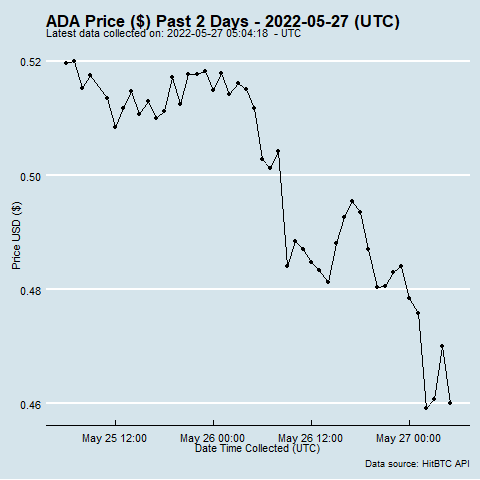 ADA Price ($) Past 2 Days - 2022-05-27 (UTC)
Latest data collected on: 2022-05-27 05:04:18  - UTC
0.52
0.50
0.48
0.46
Price USD ($)
May 25 12:00 May 26 00:00 May 26 12:00 May 27 00:00
Date Time Collected (UTC)
Data source: HitBTC API